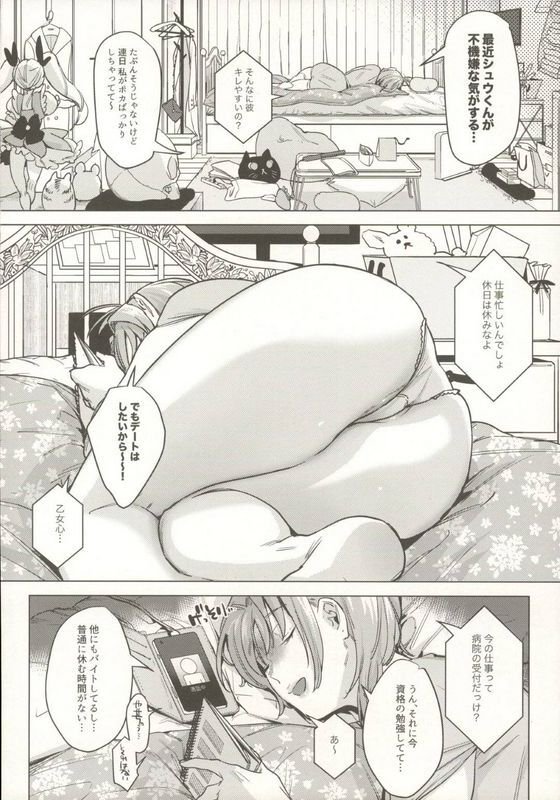 最近シュウくんが
不機嫌な気がする…
そんなに彼
キレやすいの？
たぶんそうじゃないけど
連日私がポカばっかり
しちゃってて～
仕事忙しいんでしょ
休日は休みなよ
でもデートは
したいから～～！
乙女心…
今の仕事って
病院の受付だっけ？
うん、それに今
資格の勉強してて…
あ～
げっそり
他にもバイトしてるし…
普通に休む時間がない…